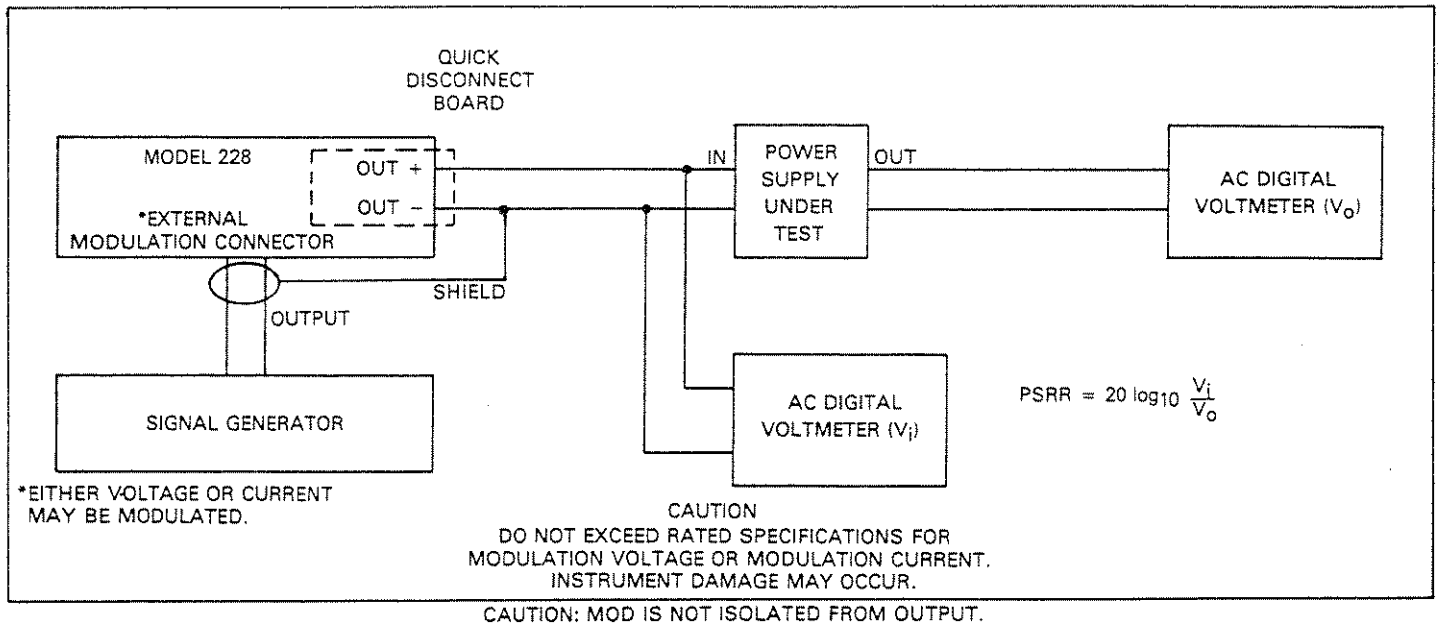 QUICK
DISCONNECT
BOARD
MODEL 228
OUT +
OUT -
*EXTERNAL
MODULATION CONNECTOR
IN
POWER
SUPPLY
UNDER
TEST
OUT
AC DIGITAL
VOLTMETER (Vo)
SHIELD
OUTPUT
SIGNAL GENERATOR
AC DIGITAL
VOLTMETER (Vi)
PSRR = 20 log10 Vi/Vo
*EITHER VOLTAGE OR CURRENT
MAY BE MODULATED.
CAUTION
DO NOT EXCEED RATED SPECIFICATIONS FOR
MODULATION VOLTAGE OR MODULATION CURRENT.
INSTRUMENT DAMAGE MAY OCCUR.
CAUTION: MOD IS NOT ISOLATED FROM OUTPUT.